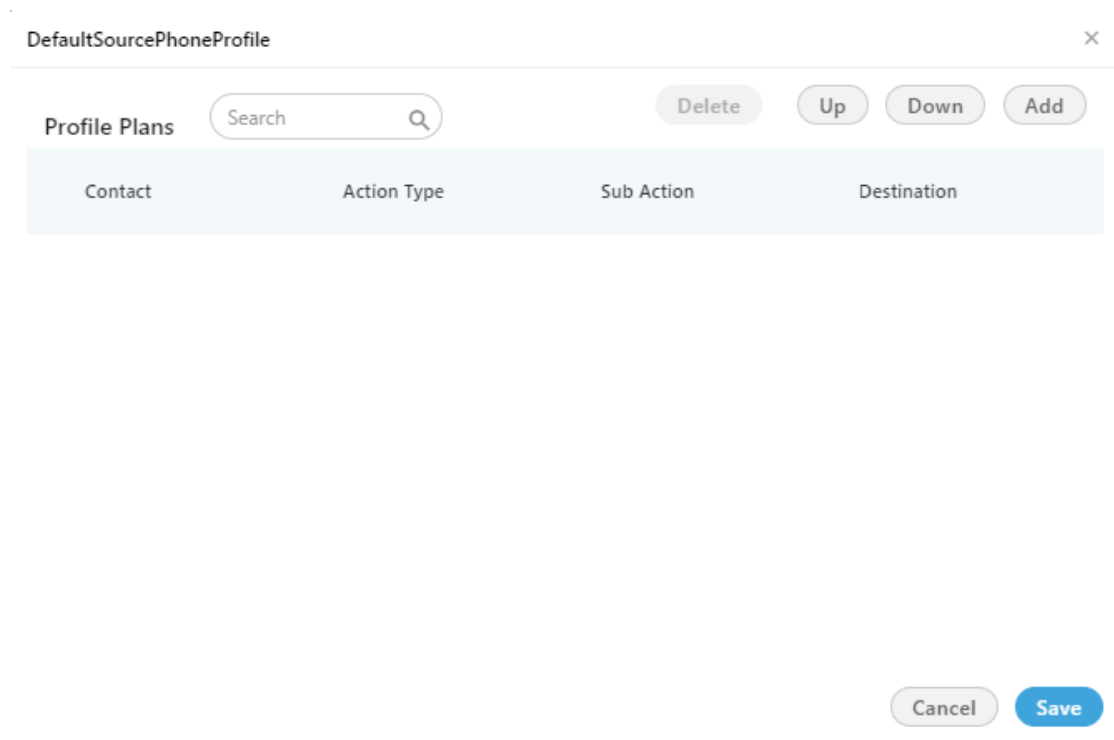 DefaultSourcePhoneProfile ×
Profile Plans Search Delete Up Down Add
Contact Action Type Sub Action Destination
Cancel Save